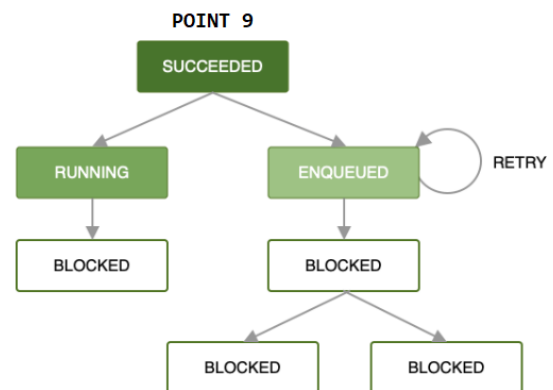 POINT 9
SUCCEEDED
RUNNING
ENQUEUED
RETRY
BLOCKED
BLOCKED
BLOCKED
BLOCKED